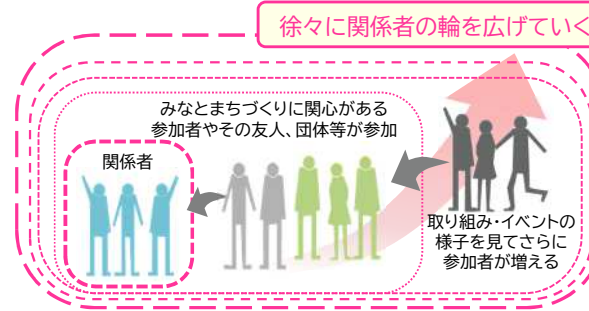 徐々に関係者の輪を広げていく
みなとまちづくりに関心がある
参加者やその友人、団体等が参加
関係者
取り組み・イベントの
様子を見てさらに
参加者が増える